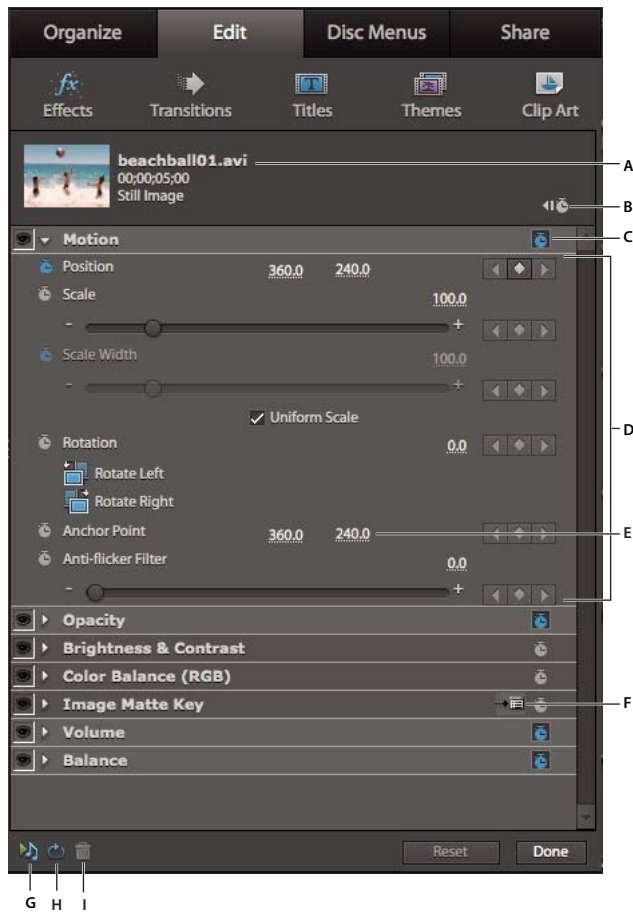 Organize Edit Disc Menus Share
fx
Effects Transitions Titles Themes Clip Art
T
beachball01.avi A
00;00;05;00
Still Image
B
Motion C
Position 360.0 240.0
Scale 100.0
- +
Scale Width 100.0
- +
Uniform Scale
D
Rotation 0.0
Rotate Left
Rotate Right
Anchor Point 360.0 240.0 E
Anti-flicker Filter 0.0
- +
Opacity
Brightness & Contrast
Color Balance (RGB)
Image Matte Key F
Volume
Balance
Reset Done
G H I